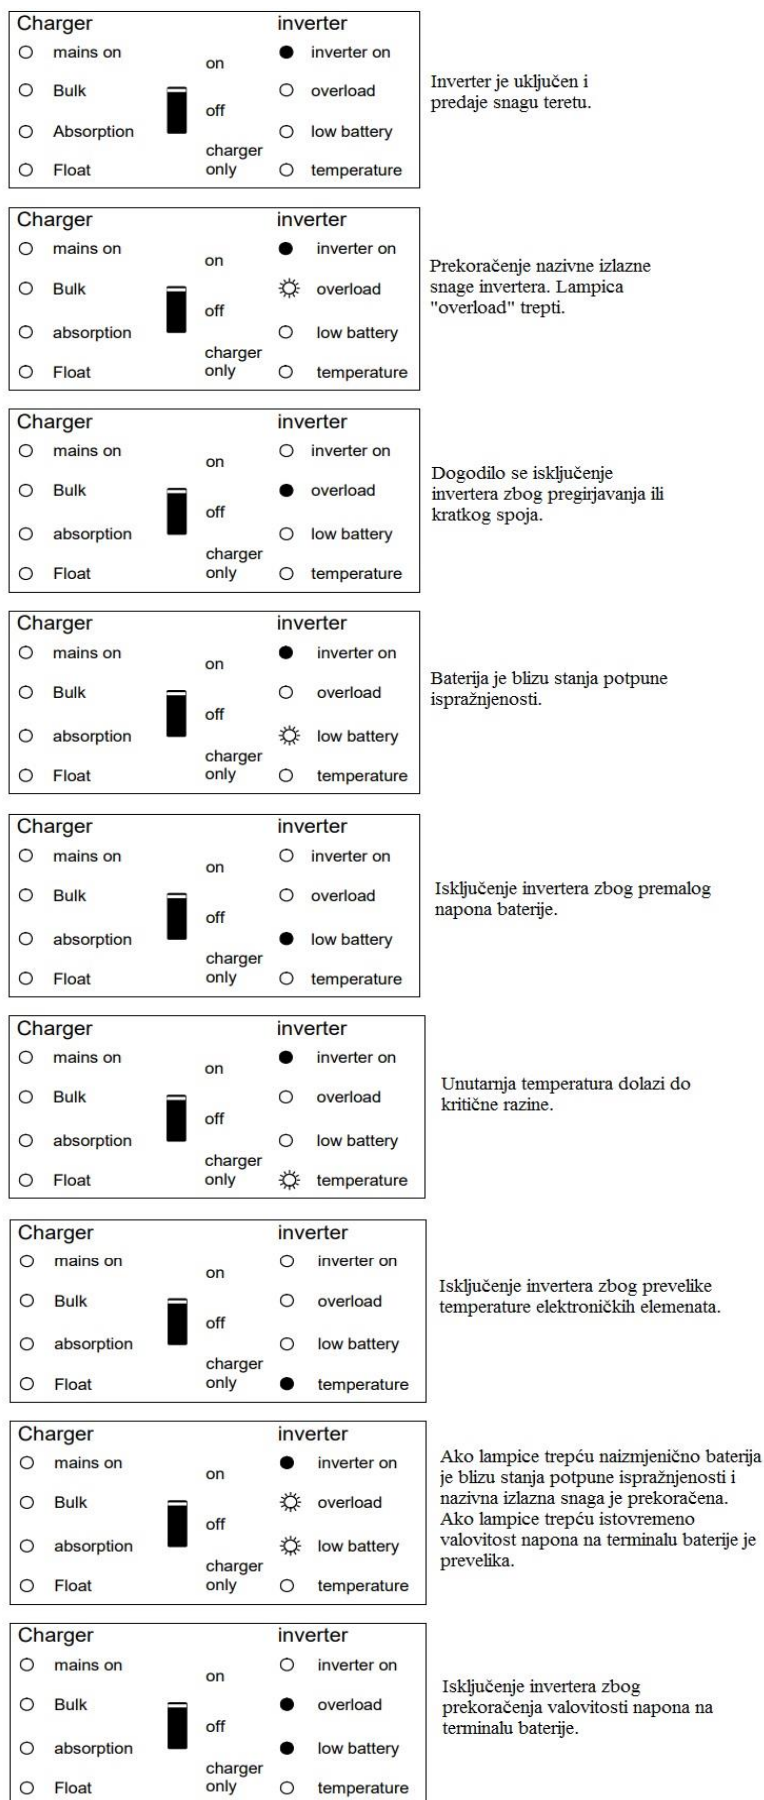 Charger inverter
mains on on inverter on
Bulk overload
off
Absorption low battery
charger only
Float temperature
Inverter je uključen i
predaje snagu teretu.
Charger inverter
mains on on inverter on
Bulk overload
off
absorption low battery
charger only
Float temperature
Prekoračenje nazivne izlazne
snage invertera. Lampica
"overload" trepti.
Charger inverter
mains on on inverter on
Bulk overload
off
absorption low battery
charger only
Float temperature
Dogodilo se isključenje
invertera zbog pregirjavanja ili
kratkog spoja.
Charger inverter
mains on on inverter on
Bulk overload
off
absorption low battery
charger only
Float temperature
Baterija je blizu stanja potpune
ispražnjenosti.
Charger inverter
mains on on inverter on
Bulk overload
off
absorption low battery
charger only
Float temperature
Isključenje invertera zbog premalog
napona baterije.
Charger inverter
mains on on inverter on
Bulk overload
off
absorption low battery
charger only
Float temperature
Unutarnja temperatura dolazi do
kritične razine.
Charger inverter
mains on on inverter on
Bulk overload
off
absorption low battery
charger only
Float temperature
Isključenje invertera zbog prevelike
temperature elektroničkih elemenata.
Charger inverter
mains on on inverter on
Bulk overload
off
absorption low battery
charger only
Float temperature
Ako lampice trepću naizmjenično baterija
je blizu stanja potpune ispražnjenosti i
nazivna izlazna snaga je prekoračena.
Ako lampice trepću istovremeno
valovitost napona na terminalu baterije je
prevelika.
Charger inverter
mains on on inverter on
Bulk overload
off
absorption low battery
charger only
Float temperature
Isključenje invertera zbog
prekoračenja valovitosti napona na
terminalu baterije.